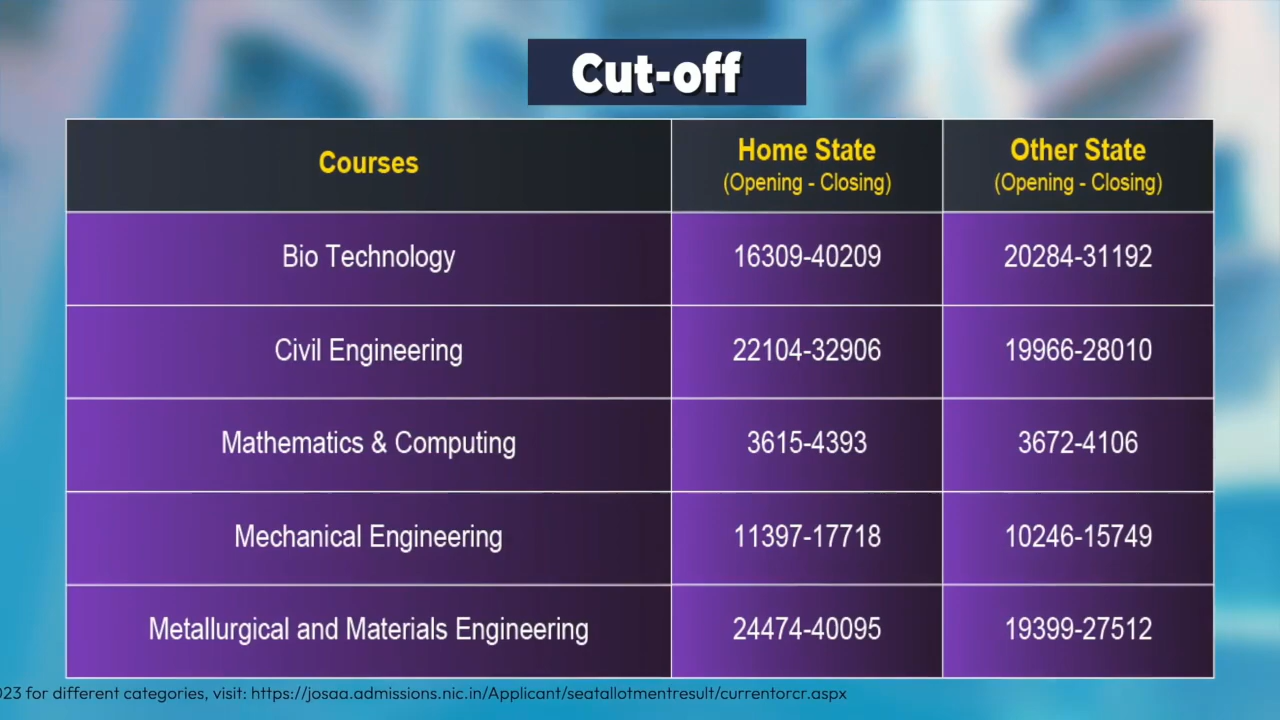 Cut-off
Courses
Home State
(Opening - Closing)
Other State
(Opening - Closing)
Bio Technology
16309-40209
20284-31192
Civil Engineering
22104-32906
19966-28010
Mathematics & Computing
3615-4393
3672-4106
Mechanical Engineering
11397-17718
10246-15749
Metallurgical and Materials Engineering
24474-40095
19399-27512
023 for different categories, visit: https://josaa.admissions.nic.in/Applicant/seatallotmentresult/currentorcr.aspx